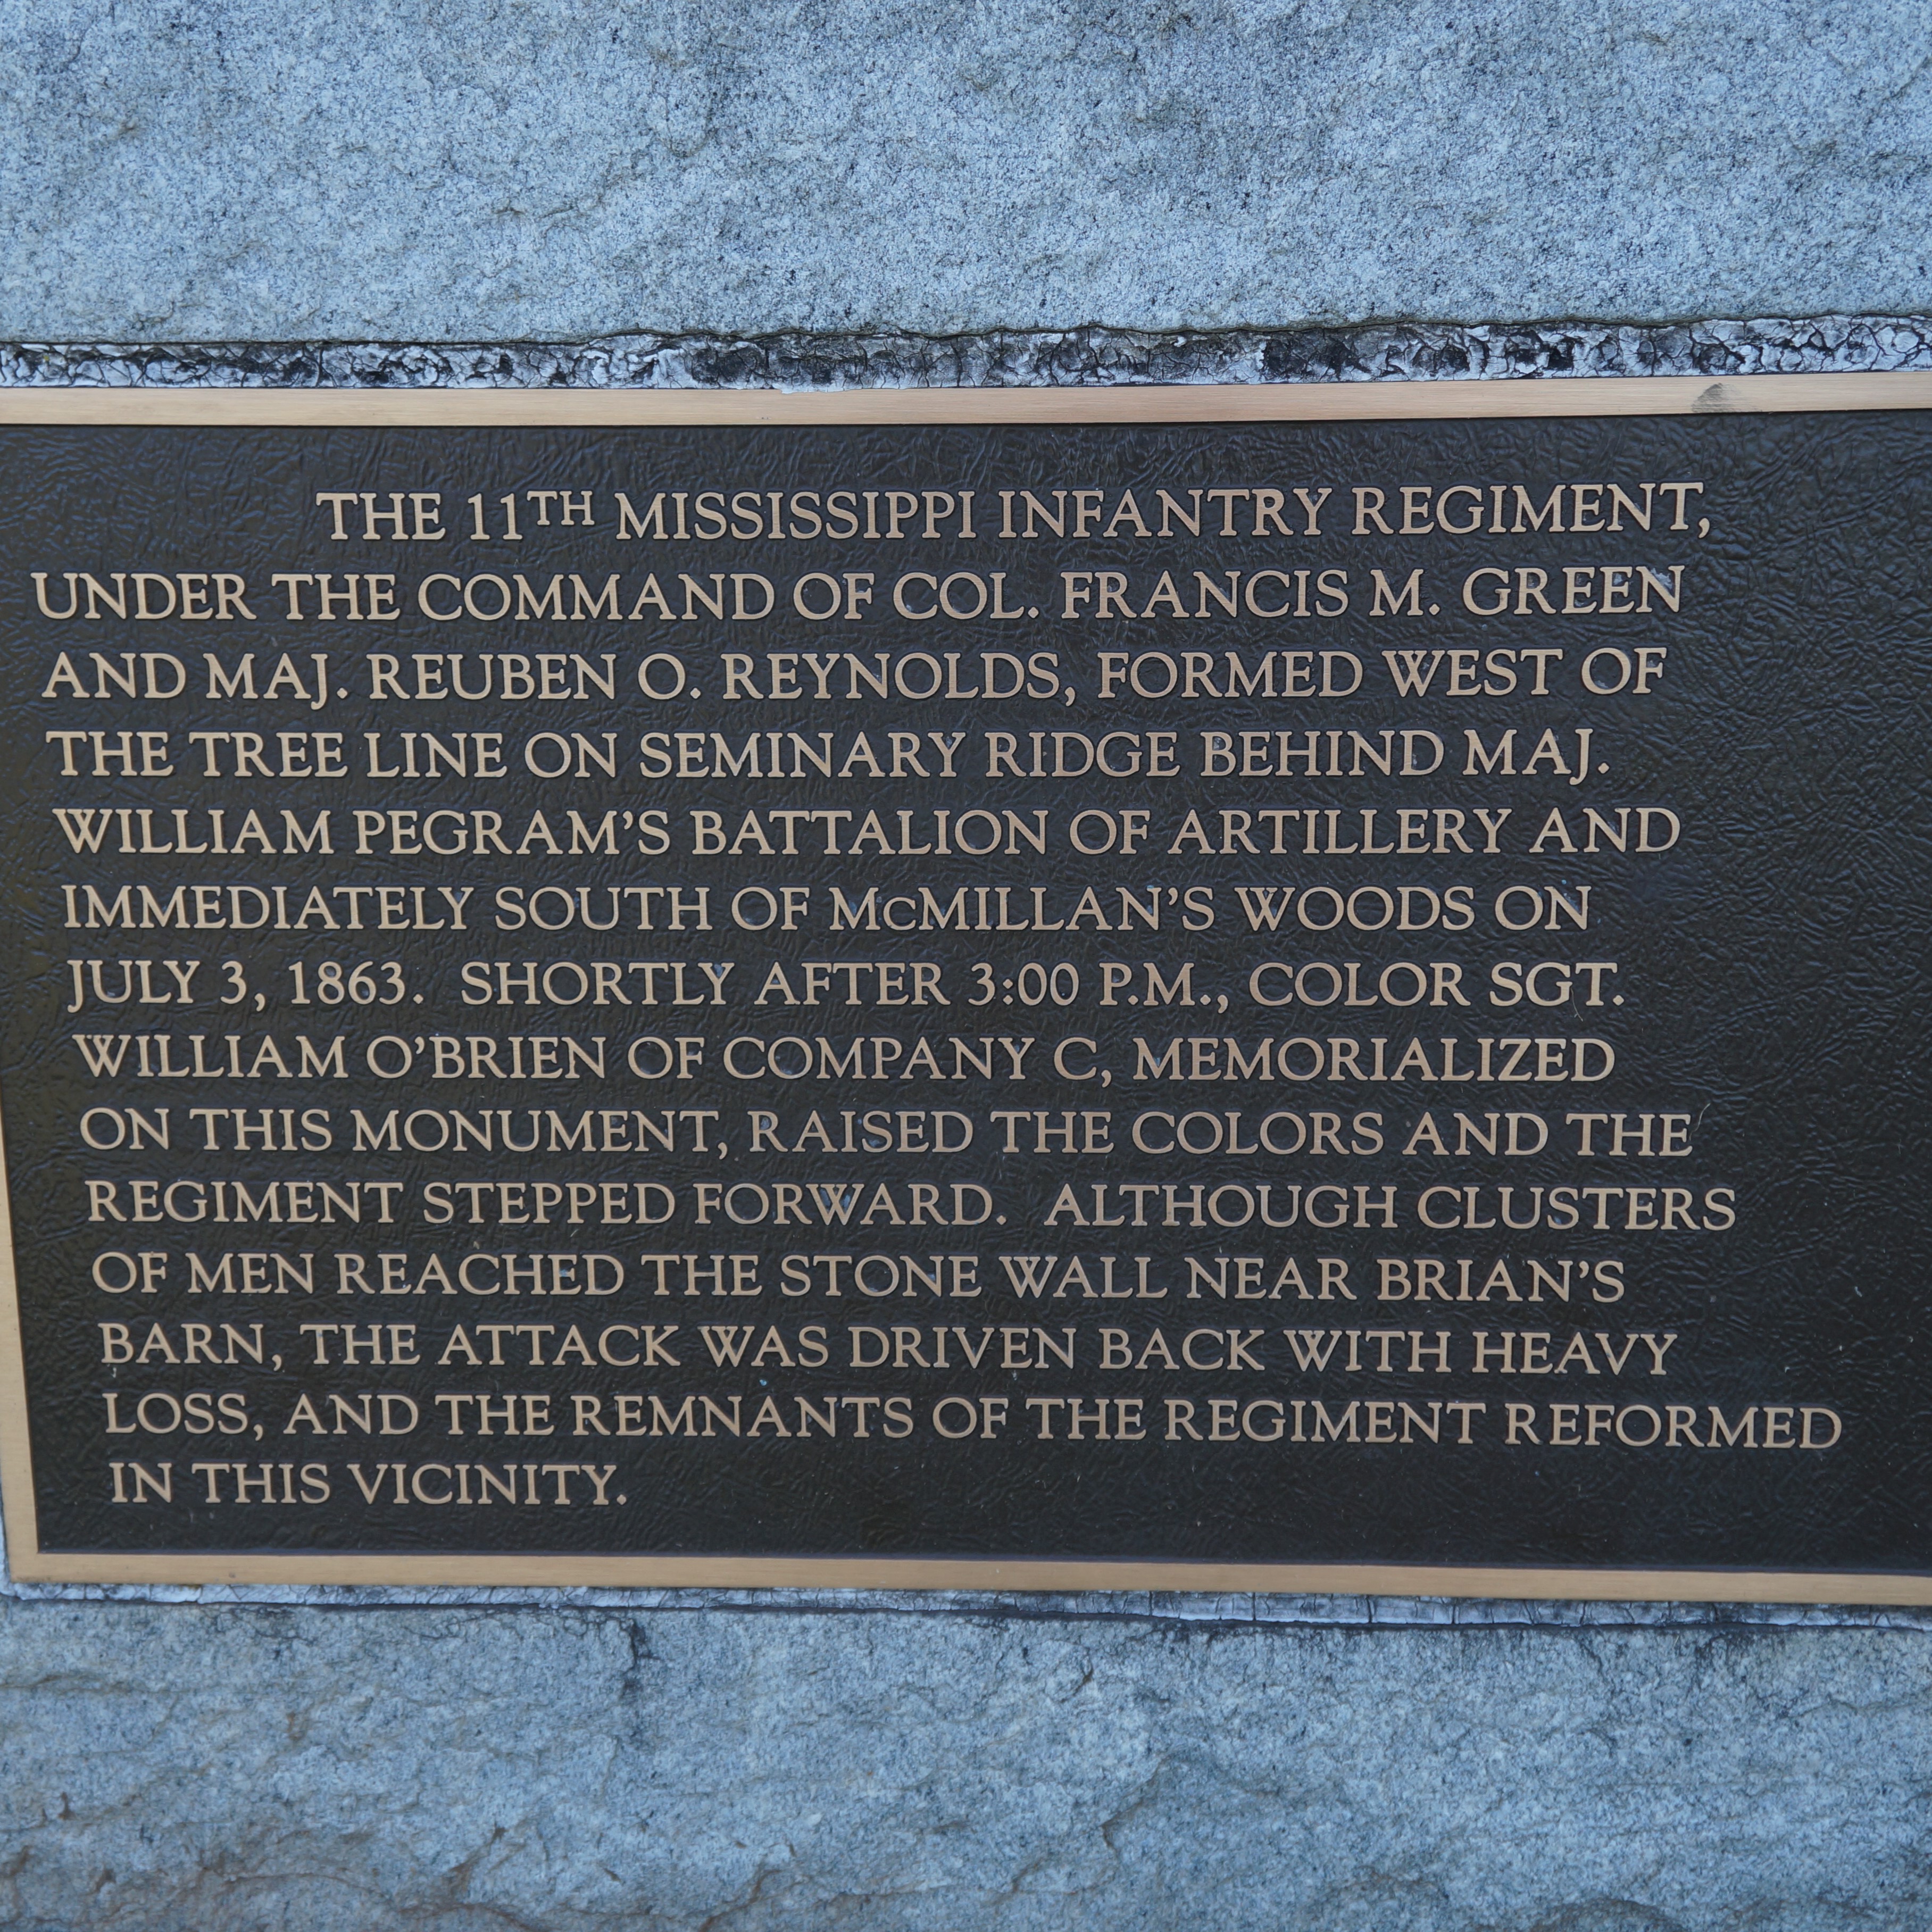 THE 11TH MISSISSIPPI INFANTRY REGIMENT,
UNDER THE COMMAND OF COL. FRANCIS M. GREEN
AND MAJ. REUBEN O. REYNOLDS, FORMED WEST OF
THE TREE LINE ON SEMINARY RIDGE BEHIND MAJ.
WILLIAM PEGRAM'S BATTALION OF ARTILLERY AND
IMMEDIATELY SOUTH OF McMILLAN'S WOODS ON
JULY 3, 1863. SHORTLY AFTER 3:00 P.M., COLOR SGT.
WILLIAM O'BRIEN OF COMPANY C, MEMORIALIZED
ON THIS MONUMENT, RAISED THE COLORS AND THE
REGIMENT STEPPED FORWARD. ALTHOUGH CLUSTERS
OF MEN REACHED THE STONE WALL NEAR BRIAN'S
BARN, THE ATTACK WAS DRIVEN BACK WITH HEAVY
LOSS, AND THE REMNANTS OF THE REGIMENT REFORMED
IN THIS VICINITY.